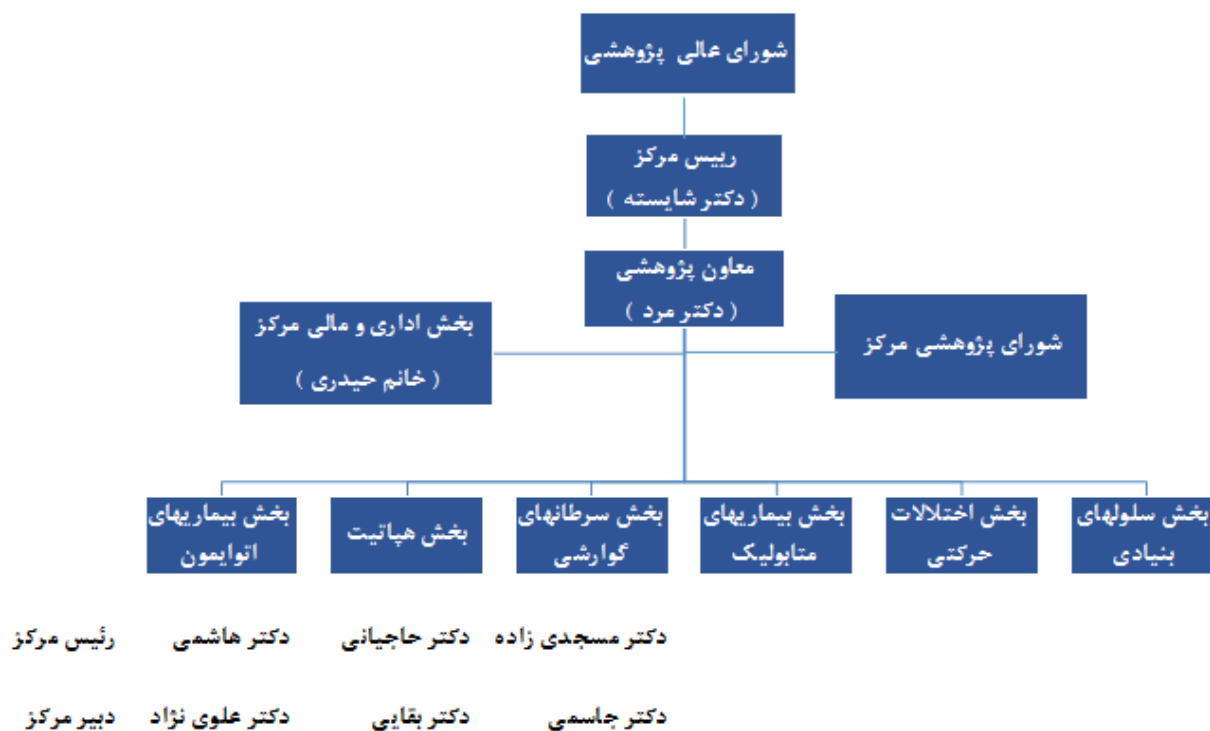 شورای عالی پژوهشی
رییس مرکز
( دکتر شایسته )
معاون پژوهشی
( دکتر مرد )
شورای پژوهشی مرکز
بخش اداری و مالی مرکز
( خانم حیدری )
بخش سلولهای
بنیادی
بخش اختلالات
حرکتی
بخش بیماریهای
متابولیک
بخش سرطانهای
گوارشی
بخش هپاتیت
بخش بیماریهای
اتوایمون
دکتر مسجدی زاده دکتر حاجیانی دکتر هاشمی رئیس مرکز
دکتر جاسمی دکتر بقایی دکتر علوی نژاد دبیر مرکز